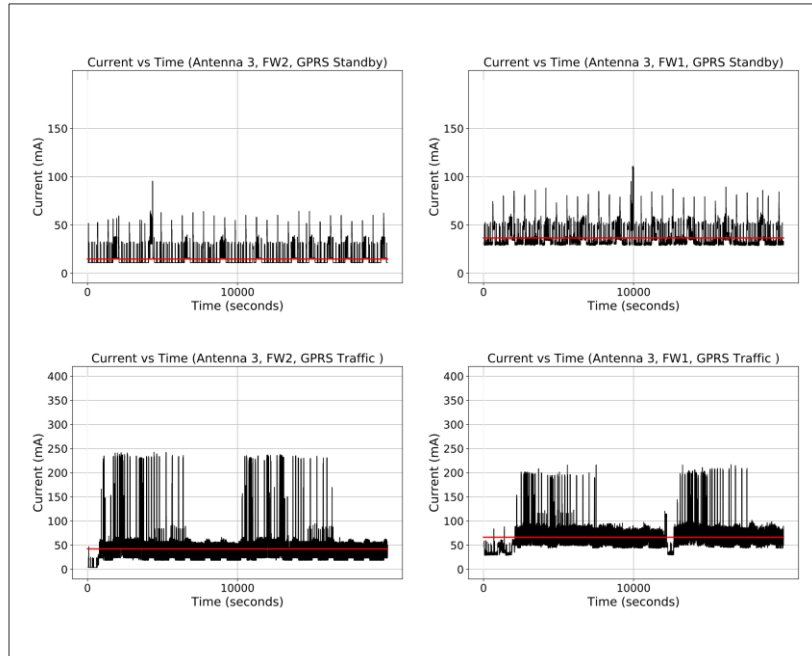 Current vs Time (Antenna 3, FW2, GPRS Standby)
150
100
50
0
Current (mA)
0
10000
Time (seconds)
Current vs Time (Antenna 3, FW1, GPRS Standby)
150
100
50
0
Current (mA)
0
10000
Time (seconds)
Current vs Time (Antenna 3, FW2, GPRS Traffic )
400
350
300
250
200
150
100
50
0
Current (mA)
0
10000
Time (seconds)
Current vs Time (Antenna 3, FW1, GPRS Traffic )
400
350
300
250
200
150
100
50
0
Current (mA)
0
10000
Time (seconds)